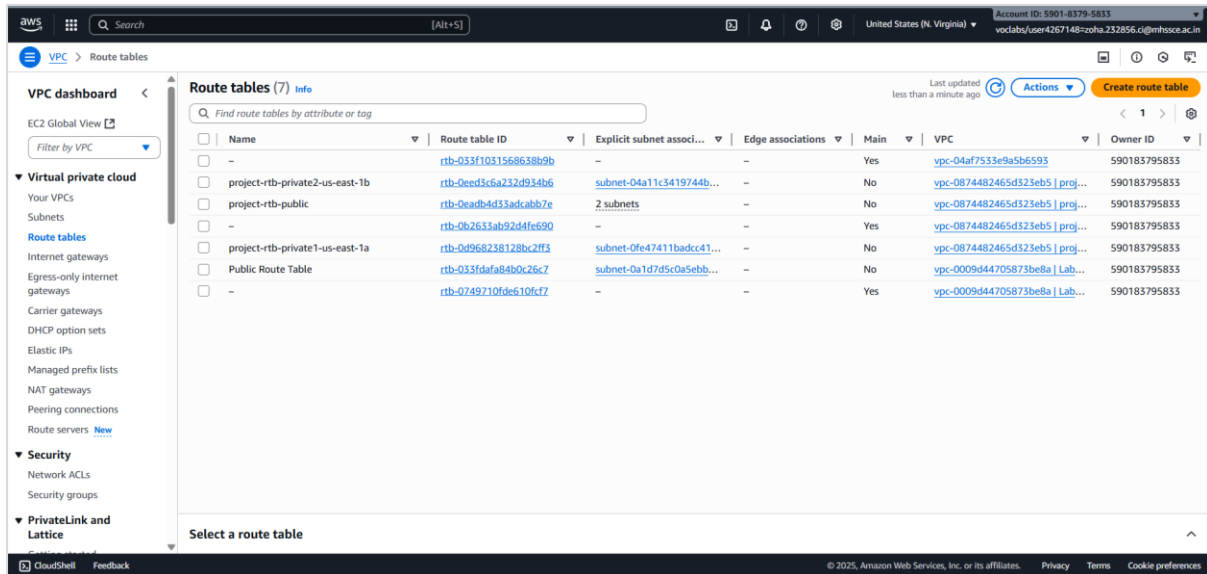 aws
Search [Alt+S] United States (N. Virginia) Account ID: 5901-8379-5833
voclabs/user4267148=zoha.232856.ci@mhssce.ac.in
VPC > Route tables
VPC dashboard
EC2 Global View
Filter by VPC
Virtual private cloud
Your VPCs
Subnets
Route tables
Internet gateways
Egress-only internet
gateways
Carrier gateways
DHCP option sets
Elastic IPs
Managed prefix lists
NAT gateways
Peering connections
Route servers New
Security
Network ACLs
Security groups
PrivateLink and
Lattice
Route tables (7) Info
Last updated
less than a minute ago
Actions
Create route table
Find route tables by attribute or tag
1
Name Route table ID Explicit subnet associ... Edge associations Main VPC Owner ID
– rtb-033f1031568638b9b – – Yes vpc-04af7533e9a5b6593 590183795833
project-rtb-private2-us-east-1b rtb-0eed3c6a232d934b6 subnet-04a11c3419744b... – No vpc-0874482465d323eb5 | proj... 590183795833
project-rtb-public rtb-0eadb4d33adcabb7e 2 subnets – No vpc-0874482465d323eb5 | proj... 590183795833
– rtb-0b2633ab92d4fe690 – – Yes vpc-0874482465d323eb5 | proj... 590183795833
project-rtb-private1-us-east-1a rtb-0d968238128bc2ff3 subnet-0fe47411badcc41... – No vpc-0874482465d323eb5 | proj... 590183795833
Public Route Table rtb-033fdafa84b0c26c7 subnet-0a1d7d5c0a5ebb... – No vpc-0009d44705873be8a | Lab... 590183795833
– rtb-0749710fde610fcf7 – – Yes vpc-0009d44705873be8a | Lab... 590183795833
Select a route table
CloudShell Feedback © 2025, Amazon Web Services, Inc. or its affiliates. Privacy Terms Cookie preferences